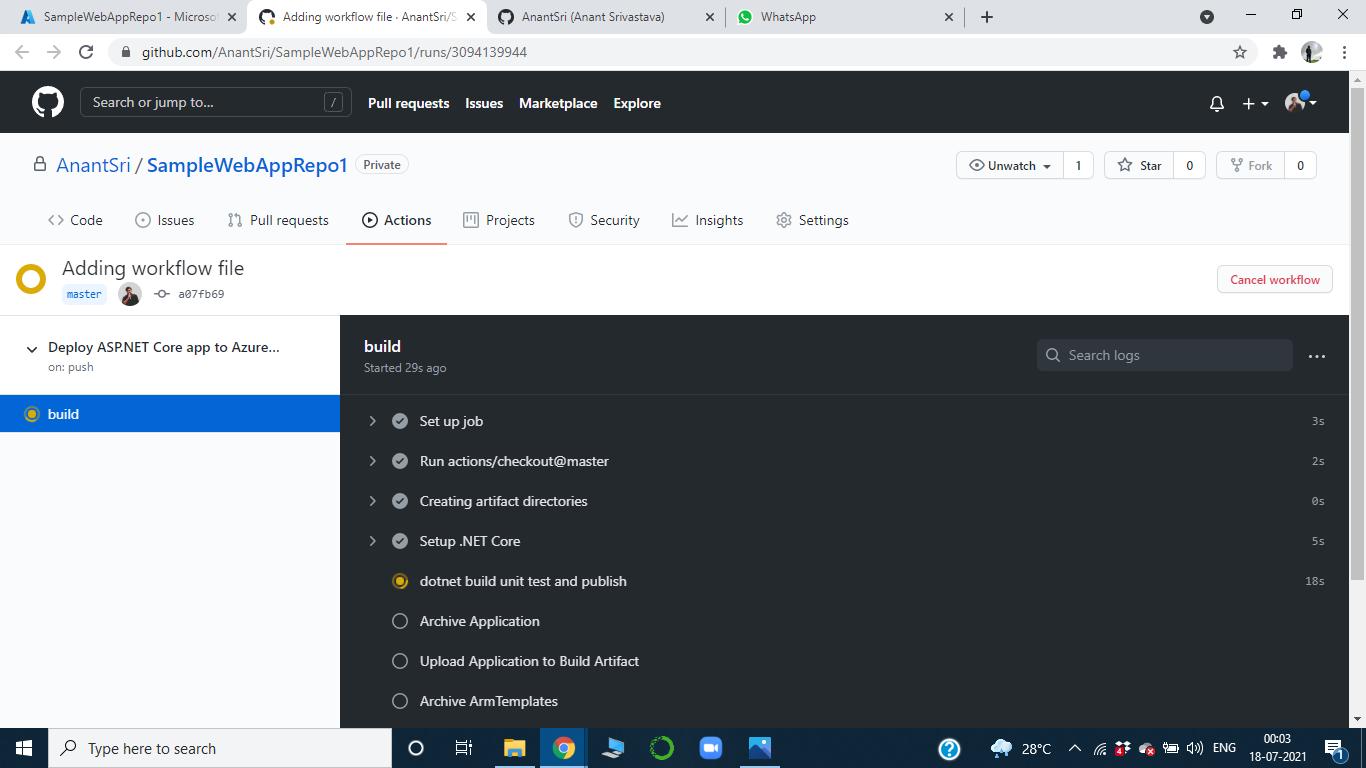 SampleWebAppRepo1 - Microsof
Adding workflow file · AnantSri/S
AnantSri (Anant Srivastava)
WhatsApp
github.com/AnantSri/SampleWebAppRepo1/runs/3094139944
Search or jump to...
/
Pull requests
Issues
Marketplace
Explore
AnantSri / SampleWebAppRepo1
Private
Unwatch
1
Star
0
Fork
0
Code
Issues
Pull requests
Actions
Projects
Security
Insights
Settings
Adding workflow file
master
a07fb69
Cancel workflow
Deploy ASP.NET Core app to Azure...
on: push
build
build
Started 29s ago
Search logs
Set up job
3s
Run actions/checkout@master
2s
Creating artifact directories
0s
Setup .NET Core
5s
dotnet build unit test and publish
18s
Archive Application
Upload Application to Build Artifact
Archive ArmTemplates
Type here to search
28°C
4
ENG
00:03
18-07-2021
1